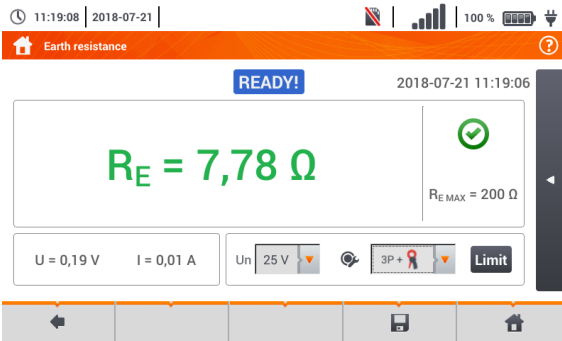 11:19:08 2018-07-21 100 %
Earth resistance ?
READY! 2018-07-21 11:19:06
RE = 7,78 Ω
RE MAX = 200 Ω
U = 0,19 V I = 0,01 A Un 25 V 3P + Limit